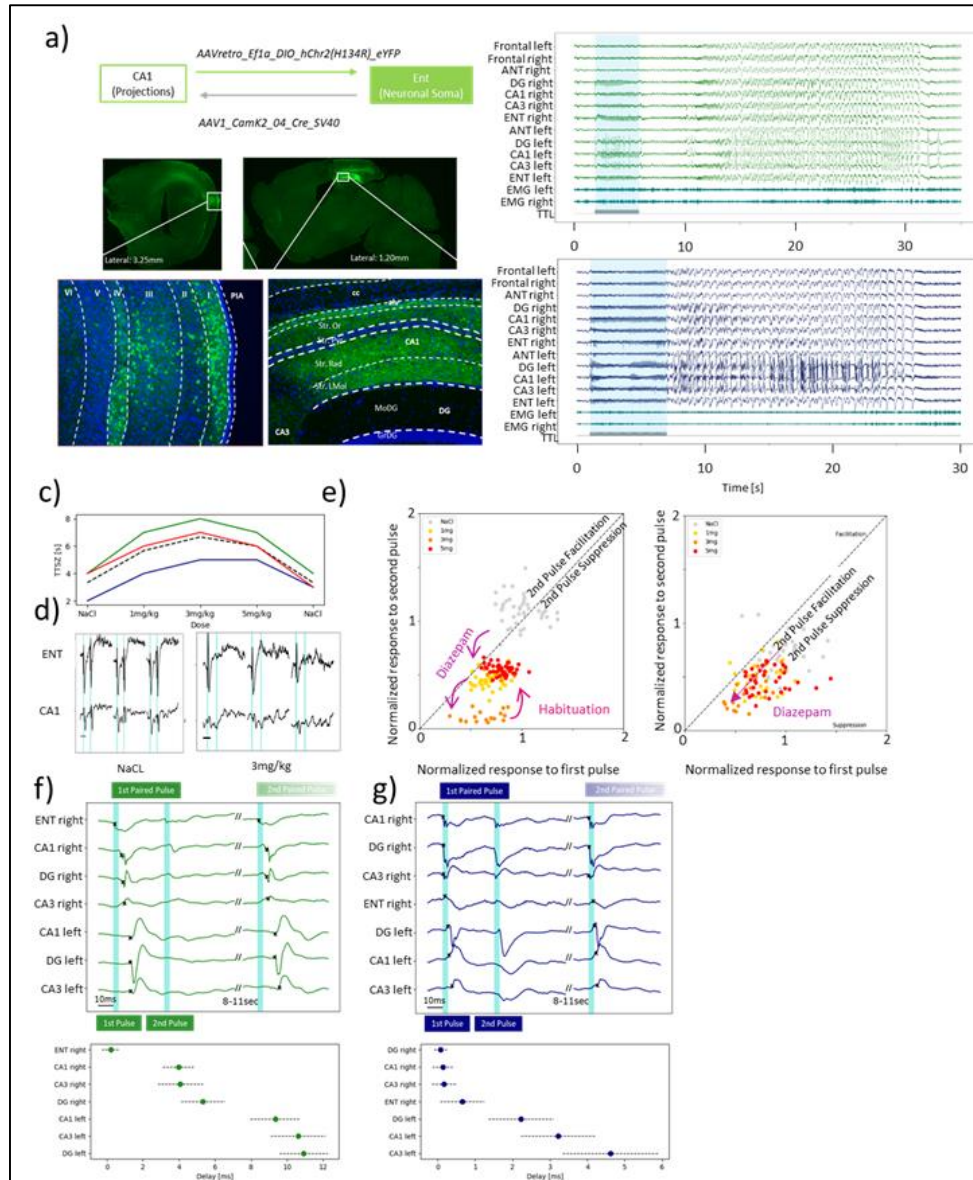 a)
AAVretro_Ef1a_DIO_hChr2(H134R)_eYFP
CA1
(Projections)
Ent
(Neuronal Soma)
AAV1_CamK2_04_Cre_SV40
Lateral: 3.25mm
Lateral: 1.20mm
VI V IV III II PIA
cc
Str. Or
CA1
Str. Rad
Str. LMol
MoDG
DG
CA3
GrDG
Frontal left
Frontal right
ANT right
DG right
CA1 right
CA3 right
ENT right
ANT left
DG left
CA1 left
CA3 left
ENT left
EMG left
EMG right
TTL
0 10 20 30
Frontal left
Frontal right
ANT right
DG right
CA1 right
CA3 right
ENT right
ANT left
DG left
CA1 left
CA3 left
ENT left
EMG left
EMG right
TTL
0 10 20 30
Time [s]
c)
TTSZ [s]
8
6
4
2
NaCl 1mg/kg 3mg/kg 5mg/kg NaCl
Dose
d)
ENT
CA1
NaCL
3mg/kg
e)
Normalized response to second pulse
2
1
0
NaCl
1mg
3mg
5mg
2nd Pulse Facilitation
2nd Pulse Suppression
Diazepam
Habituation
0 1 2
Normalized response to first pulse
Normalized response to second pulse
2
1
0
NaCl
1mg
3mg
5mg
Facilitation
2nd Pulse Facilitation
2nd Pulse Suppression
Diazepam
Suppression
0 1 2
Normalized response to first pulse
f)
1st Paired Pulse
2nd Paired Pulse
ENT right
CA1 right
DG right
CA3 right
CA1 left
DG left
CA3 left
//
10ms
8-11sec
1st Pulse
2nd Pulse
ENT right
CA1 right
CA3 right
DG right
CA1 left
CA3 left
DG left
0 2 4 6 8 10 12
Delay [ms]
g)
1st Paired Pulse
2nd Paired Pulse
CA1 right
DG right
CA3 right
ENT right
DG left
CA1 left
CA3 left
//
10ms
8-11sec
1st Pulse
2nd Pulse
DG right
CA1 right
CA3 right
ENT right
DG left
CA1 left
CA3 left
0 1 2 3 4 5 6
Delay [ms]